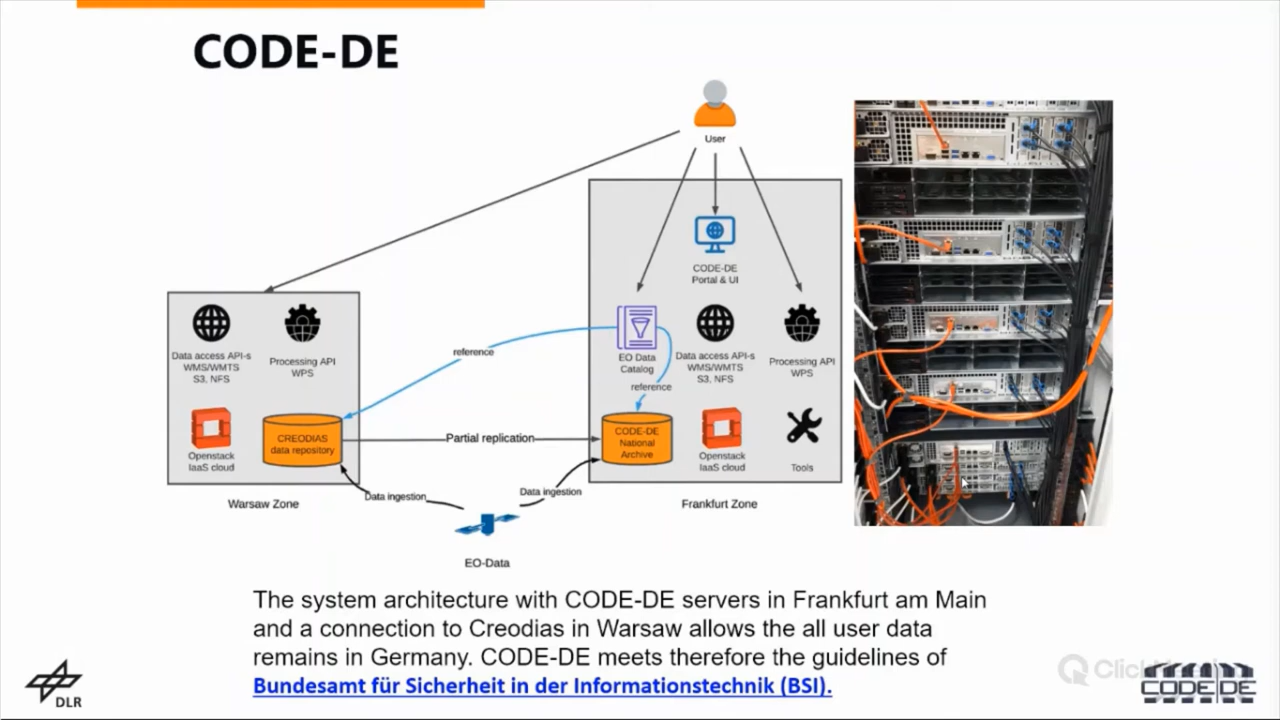 CODE-DE
User
CODE-DE
Portal & UI
Data access API-s
WMS/WMTS
S3, NFS
Processing API
WPS
reference
EO Data
Catalog
Data access API-s
WMS/WMTS
S3, NFS
Processing API
WPS
reference
Openstack
IaaS cloud
CREODIAS
data repository
Partial replication
CODE-DE
National
Archive
Openstack
IaaS cloud
Tools
Data ingestion
Data ingestion
Warsaw Zone
Frankfurt Zone
EO-Data
The system architecture with CODE-DE servers in Frankfurt am Main
and a connection to Creodias in Warsaw allows the all user data
remains in Germany. CODE-DE meets therefore the guidelines of
Bundesamt für Sicherheit in der Informationstechnik (BSI).
DLR
CODE DE